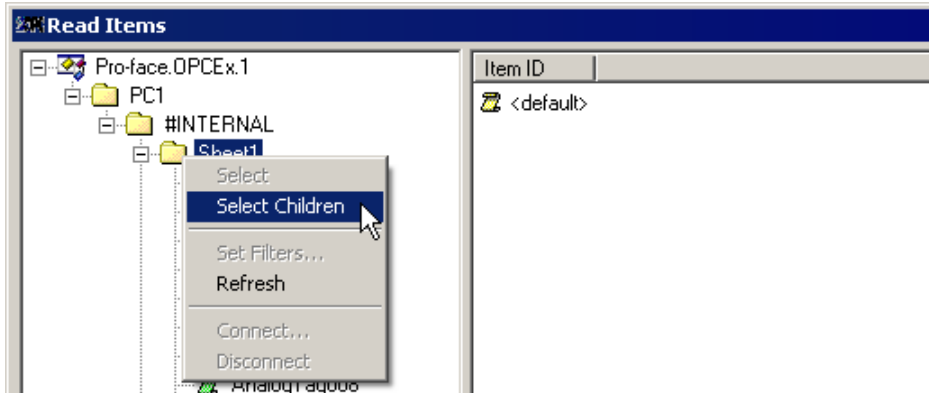 Read Items
Pro-face.OPCEx.1
PC1
#INTERNAL
Sheet1
Select
Select Children
Set Filters...
Refresh
Connect...
Disconnect
AnalogTag008
Item ID
<default>